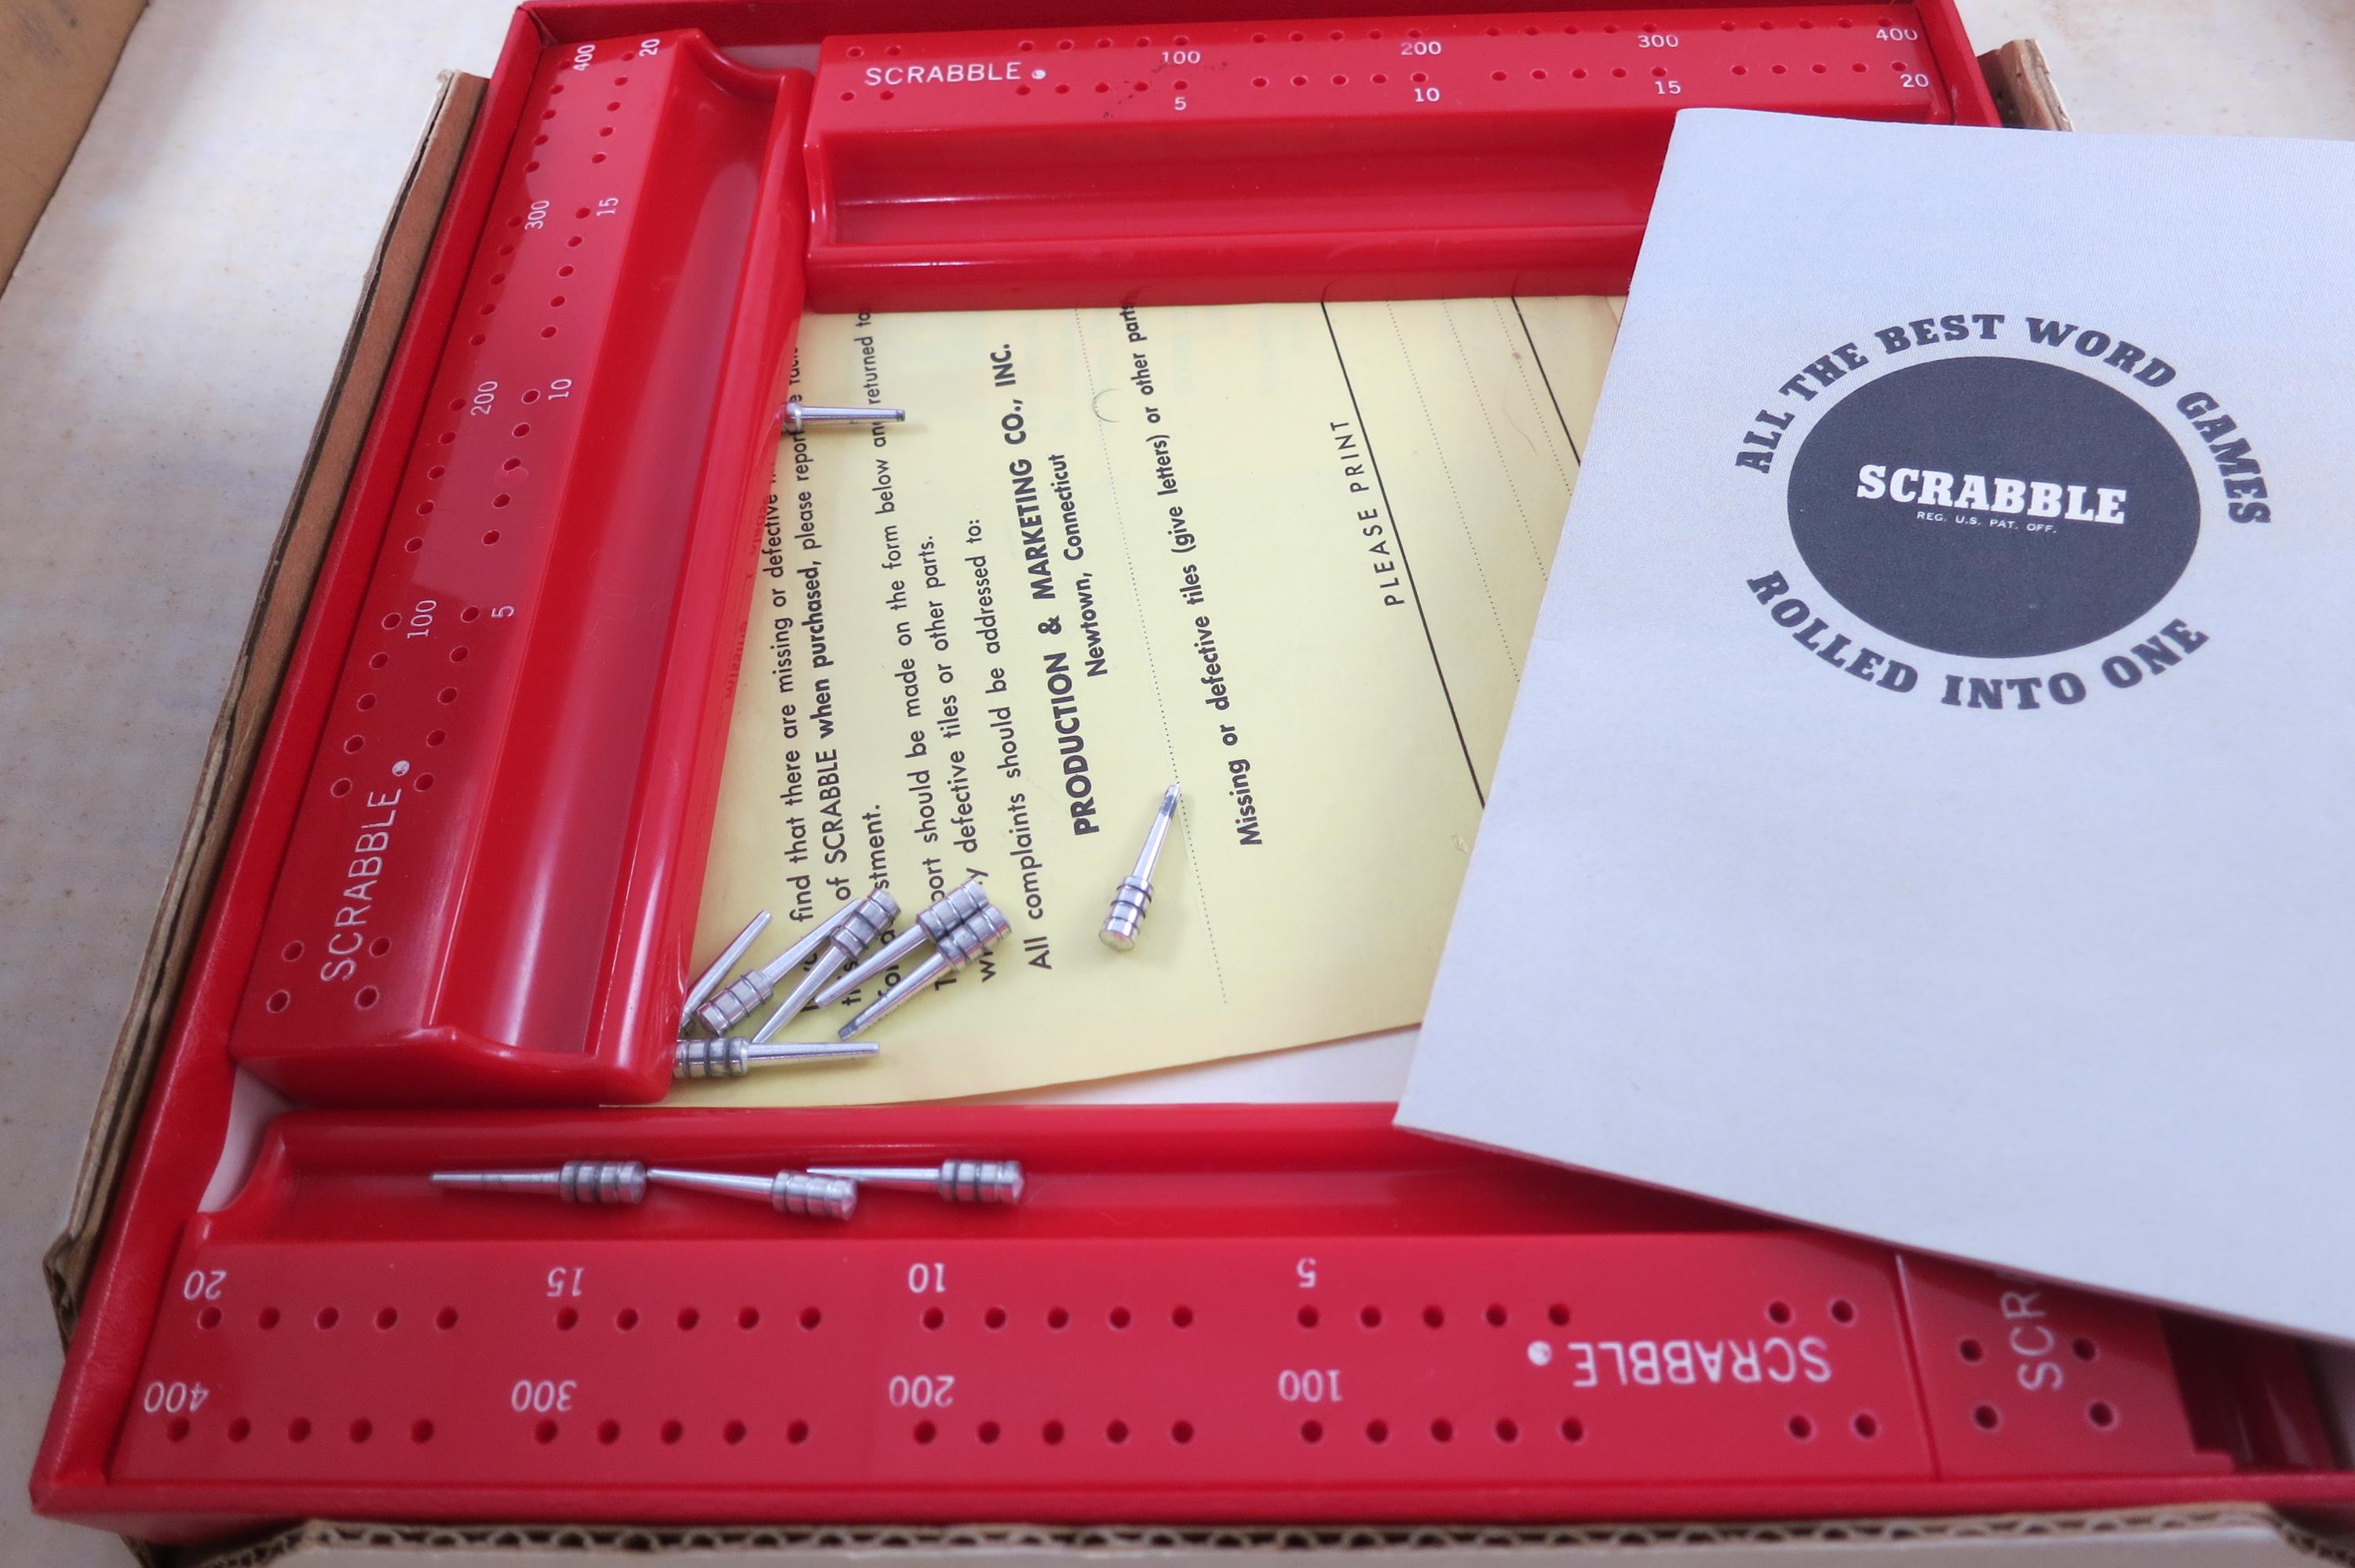 SCRABBLE
100 200 300 400
5 10 15 20
SCRABBLE
100 200 300 400
5 10 15 20
find that there are missing or defective
of SCRABBLE when purchased, please report
stment.
port should be made on the form below and returned to
y defective tiles or other parts.
All complaints should be addressed to:
PRODUCTION & MARKETING CO., INC.
Newtown, Connecticut
Missing or defective tiles (give letters) or other parts
PLEASE PRINT
ALL THE BEST WORD GAMES
SCRABBLE
REG. U.S. PAT. OFF.
ROLLED INTO ONE
SCRABBLE
5 10 15 20
100 200 300 400
SCR